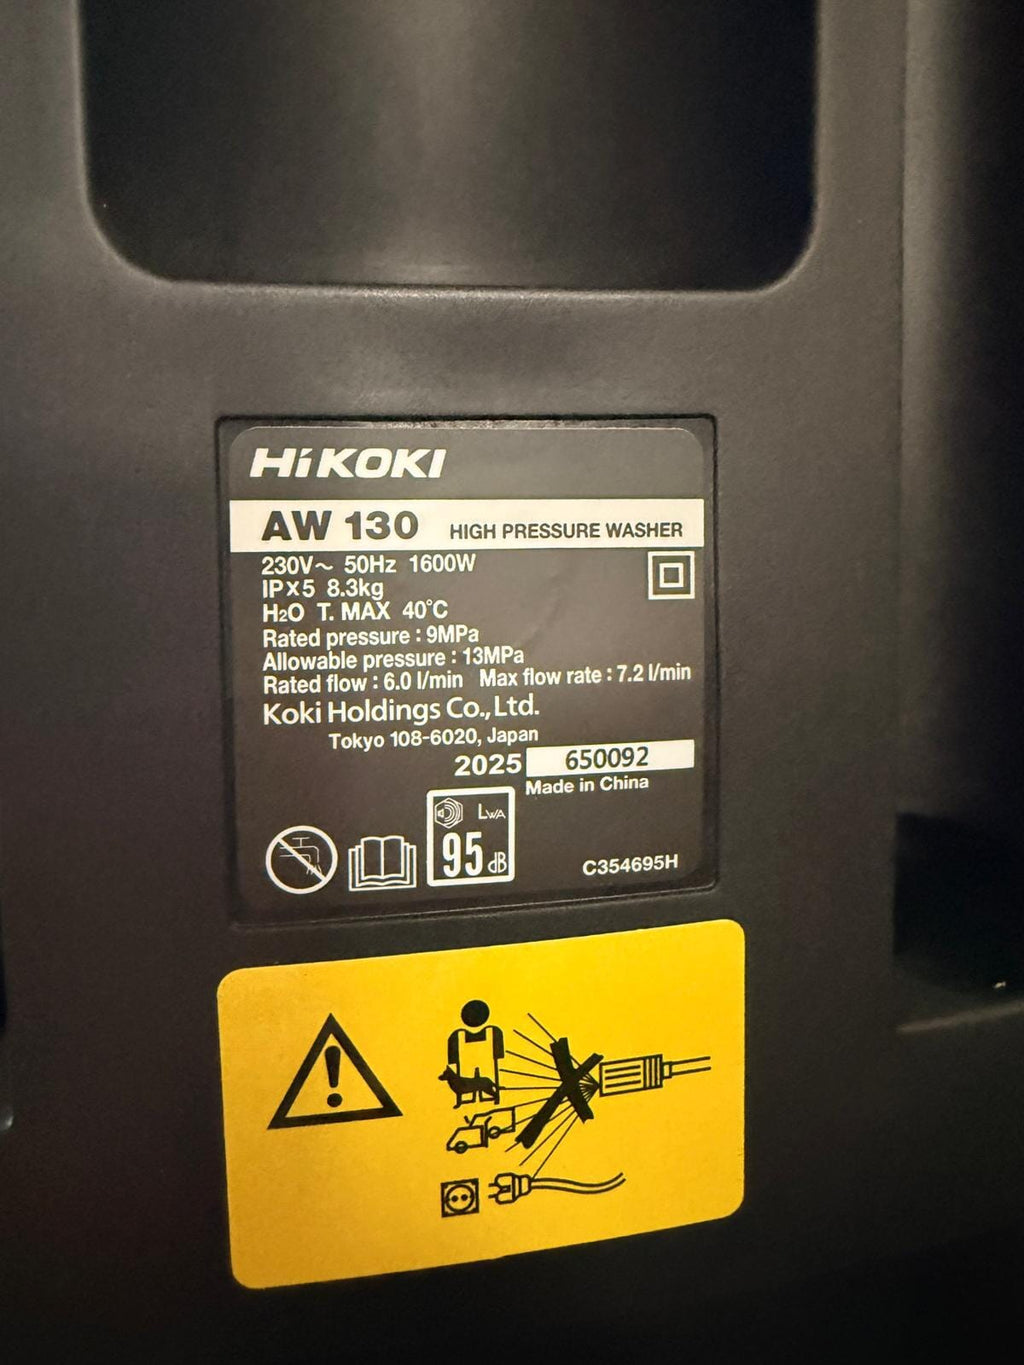 HiKOKI
AW 130 HIGH PRESSURE WASHER
230V~ 50Hz 1600W
IPX5 8.3kg
H₂O T. MAX 40°C
Rated pressure : 9MPa
Allowable pressure : 13MPa
Rated flow : 6.0 l/min Max flow rate : 7.2 l/min
Koki Holdings Co., Ltd.
Tokyo 108-6020, Japan
2025 650092
Made in China
LWA
95 dB
C354695H